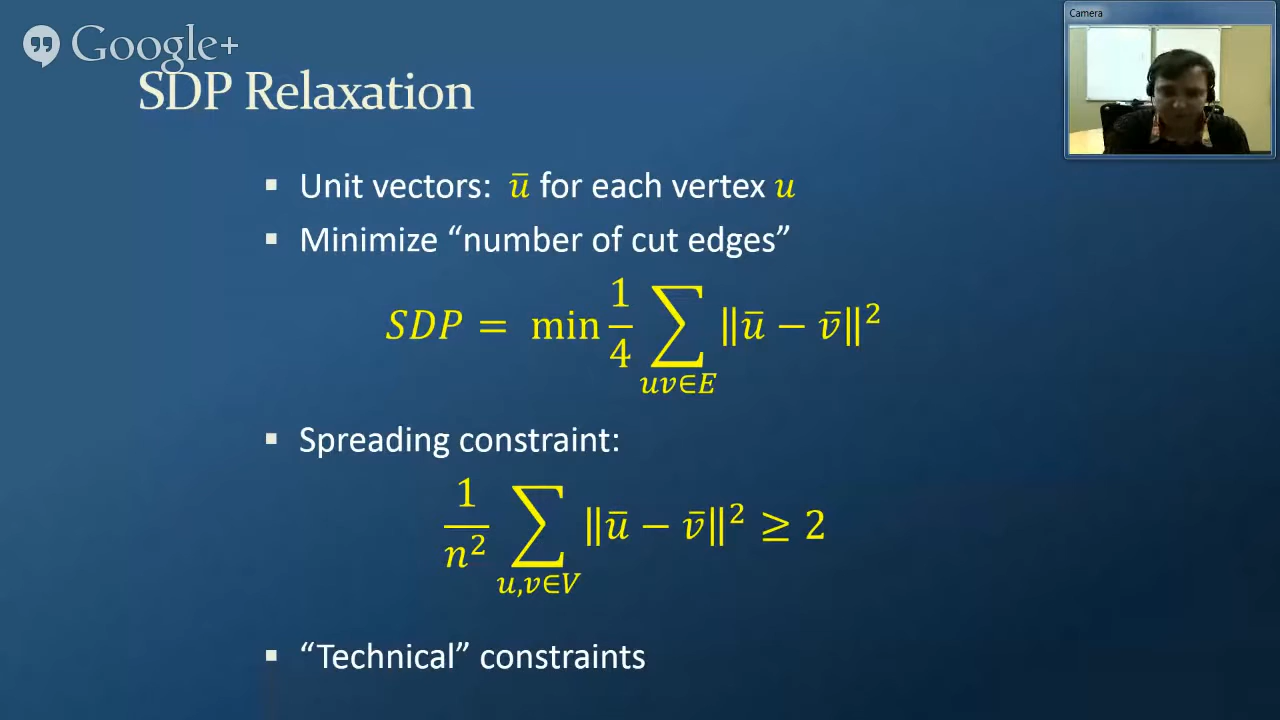 Google+
Camera
SDP Relaxation
▪ Unit vectors: ū for each vertex u
▪ Minimize “number of cut edges”
SDP = min 1/4 ∑_{uv∈E} ‖ū − v̄‖²
▪ Spreading constraint:
1/n² ∑_{u,v∈V} ‖ū − v̄‖² ≥ 2
▪ “Technical” constraints